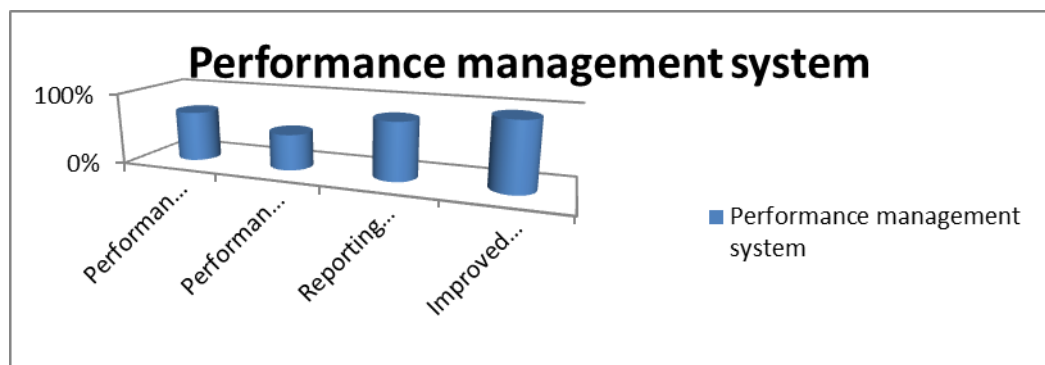 Performance management system
100%
0%
Performan...
Performan...
Reporting...
Improved...
Performance management
system